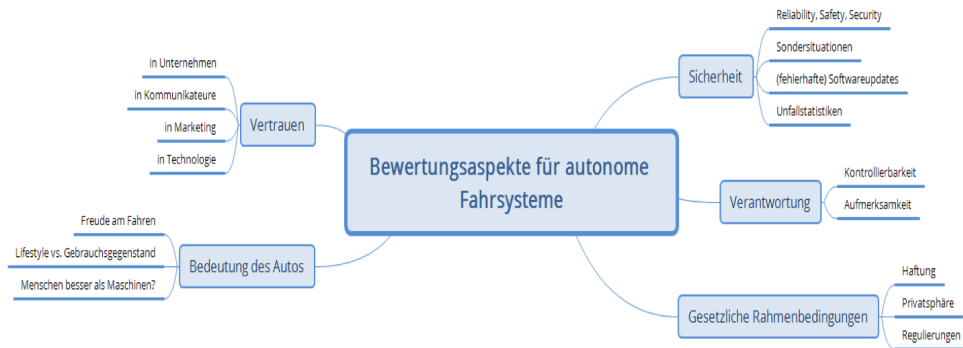 Bewertungsaspekte für autonome
Fahrsysteme
Vertrauen
in Unternehmen
in Kommunikateure
in Marketing
in Technologie
Bedeutung des Autos
Freude am Fahren
Lifestyle vs. Gebrauchsgegenstand
Menschen besser als Maschinen?
Sicherheit
Reliability, Safety, Security
Sondersituationen
(fehlerhafte) Softwareupdates
Unfallstatistiken
Verantwortung
Kontrollierbarkeit
Aufmerksamkeit
Gesetzliche Rahmenbedingungen
Haftung
Privatsphäre
Regulierungen